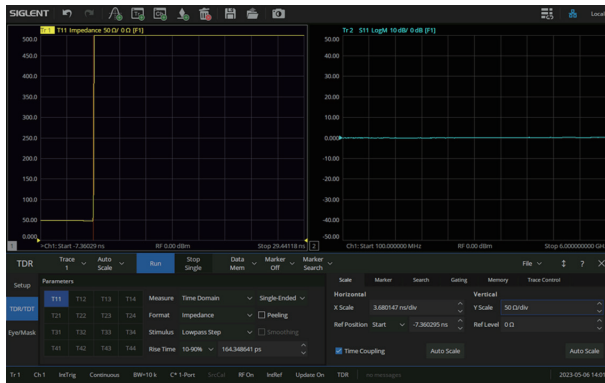 SIGLENT
Local
Tr 1 T11 Impedance 50 Ω/ 0 Ω [F1]
500.0
450.0
400.0
350.0
300.0
250.0
200.0
150.0
100.0
50.00
0.000
1 >Ch1: Start -7.36029 ns RF 0.00 dBm Stop 29.44118 ns
Tr 2 S11 LogM 10 dB/ 0 dB [F1]
50.00
40.00
30.00
20.00
10.00
0.000
-10.00
-20.00
-30.00
-40.00
-50.00
2 Ch1: Start 100.000000 MHz RF 0.00 dBm Stop 6.000000000 GH
TDR Trace 1 Auto Scale Run Stop Single Data Mem Marker Off Marker Search File ?
Setup
TDR/TDT
Eye/Mask
Parameters
T11 T12 T13 T14 Measure Time Domain Single-Ended
T21 T22 T23 T24 Format Impedance Peeling
T31 T32 T33 T34 Stimulus Lowpass Step Smoothing
T41 T42 T43 T44 Rise Time 10-90% 164.348641 ps
Scale Marker Search Gating Memory Trace Control
Horizontal Vertical
X Scale 3.680147 ns/div Y Scale 50 Ω/div
Ref Position Start -7.360295 ns Ref Level 0 Ω
Time Coupling Auto Scale Auto Scale
Tr 1 Ch 1 IntTrig Continuous BW=10 k C* 1-Port SrcCal RF On IntRef Update On TDR no messages 2023-05-06 14:01